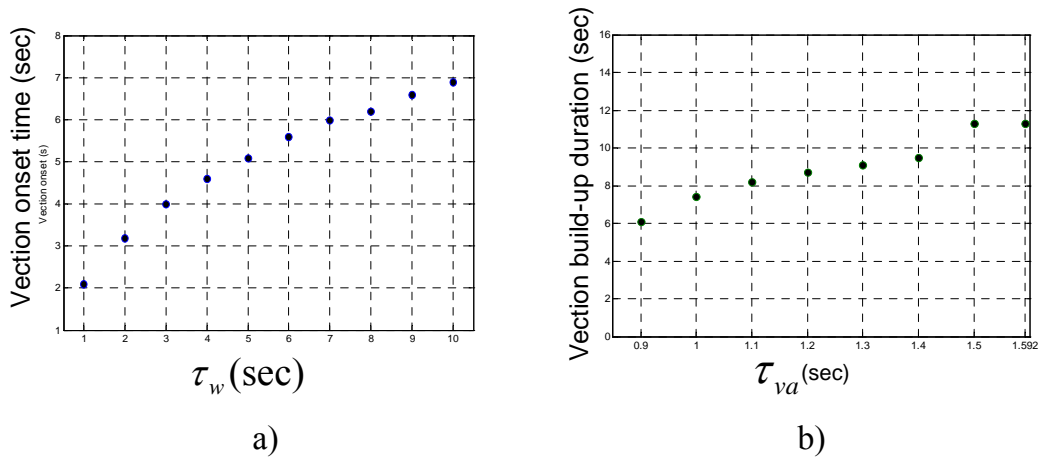 Vection onset time (sec)
Vection onset (s)
8
7
6
5
4
3
2
1
1 2 3 4 5 6 7 8 9 10
τw (sec)
a)
Vection build-up duration (sec)
16
14
12
10
8
6
4
2
0
0.9 1 1.1 1.2 1.3 1.4 1.5 1.592
τva (sec)
b)